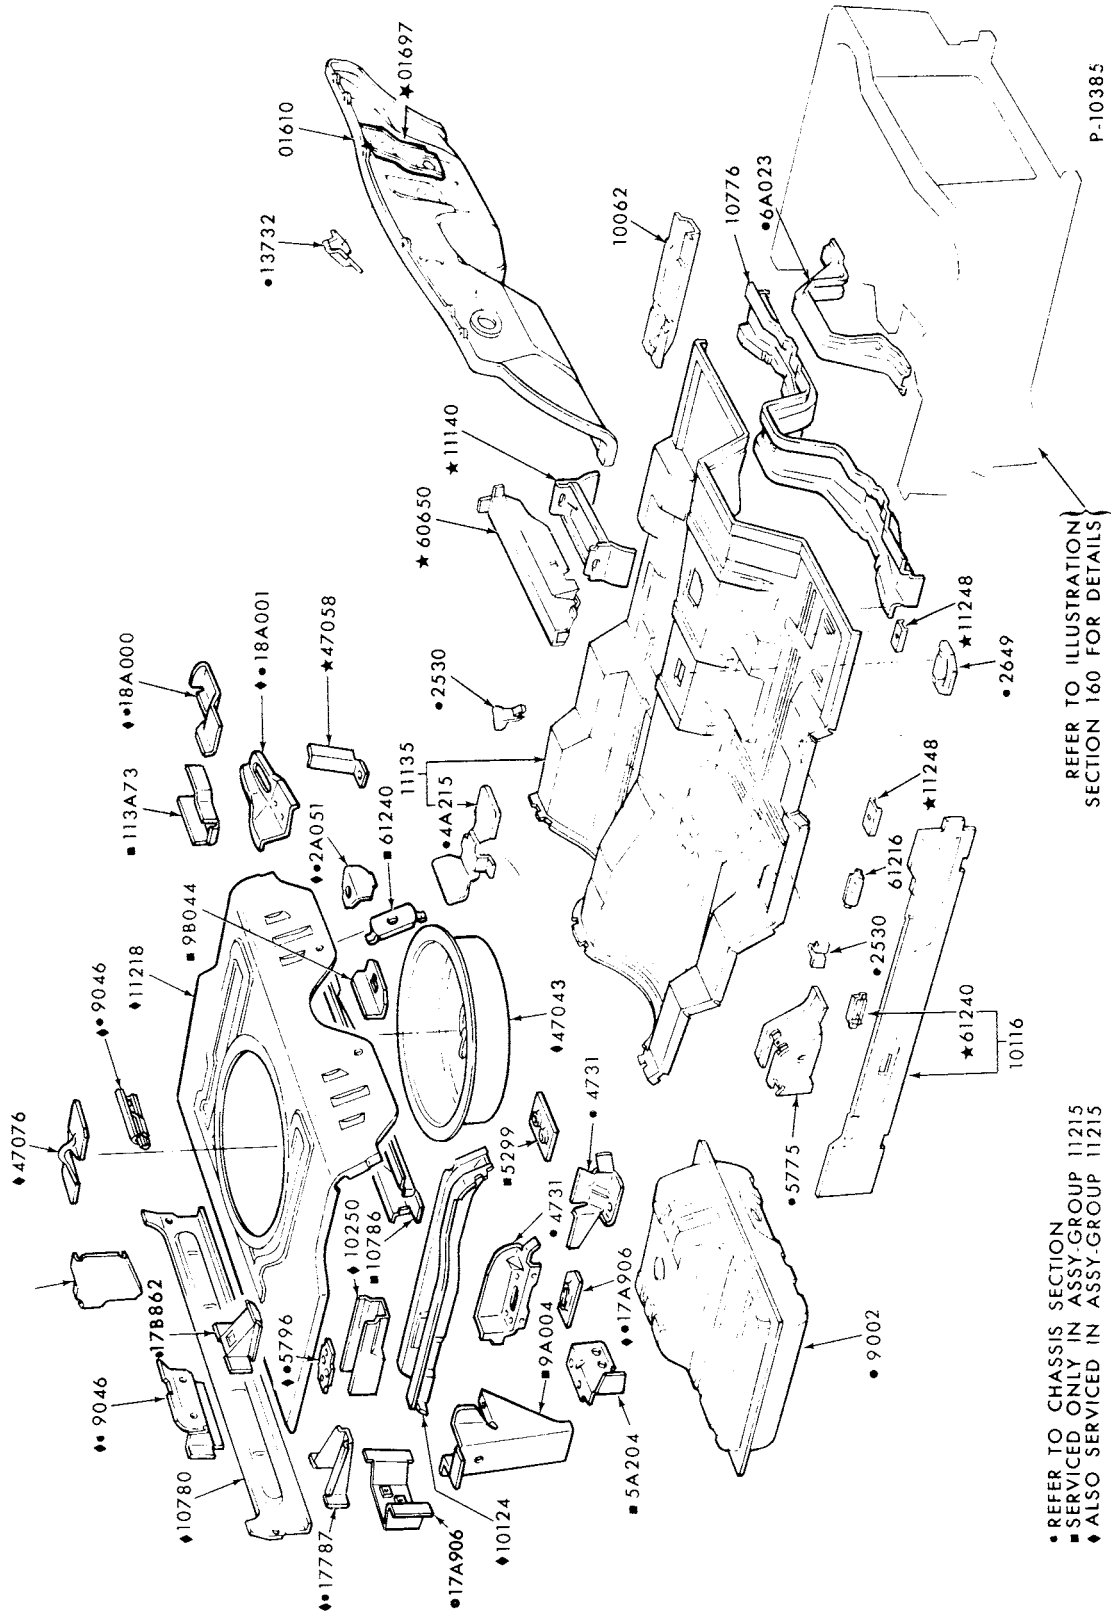 ♦47076
♦•9046
♦11218
■9B044
■113A73
♦•18A000
♦•18A001
★47058
♦•2A051
■61240
•13732
01610
★01697
•17B862
♦•9046
♦10780
♦•17787
•17A906
♦10124
♦•5796
♦10250
■10786
■5299
♦47043
•4731
•4731
♦•17A906
■9A004
■5A204
•2530
11135
•4A215
★60650
★11140
10062
10776
•6A023
•9002
•5775
★61240
10116
•2530
61216
★11248
★11248
•2649
REFER TO ILLUSTRATION
SECTION 160 FOR DETAILS
• REFER TO CHASSIS SECTION
■ SERVICED ONLY IN ASSY-GROUP 11215
♦ ALSO SERVICED IN ASSY-GROUP 11215
P-10385